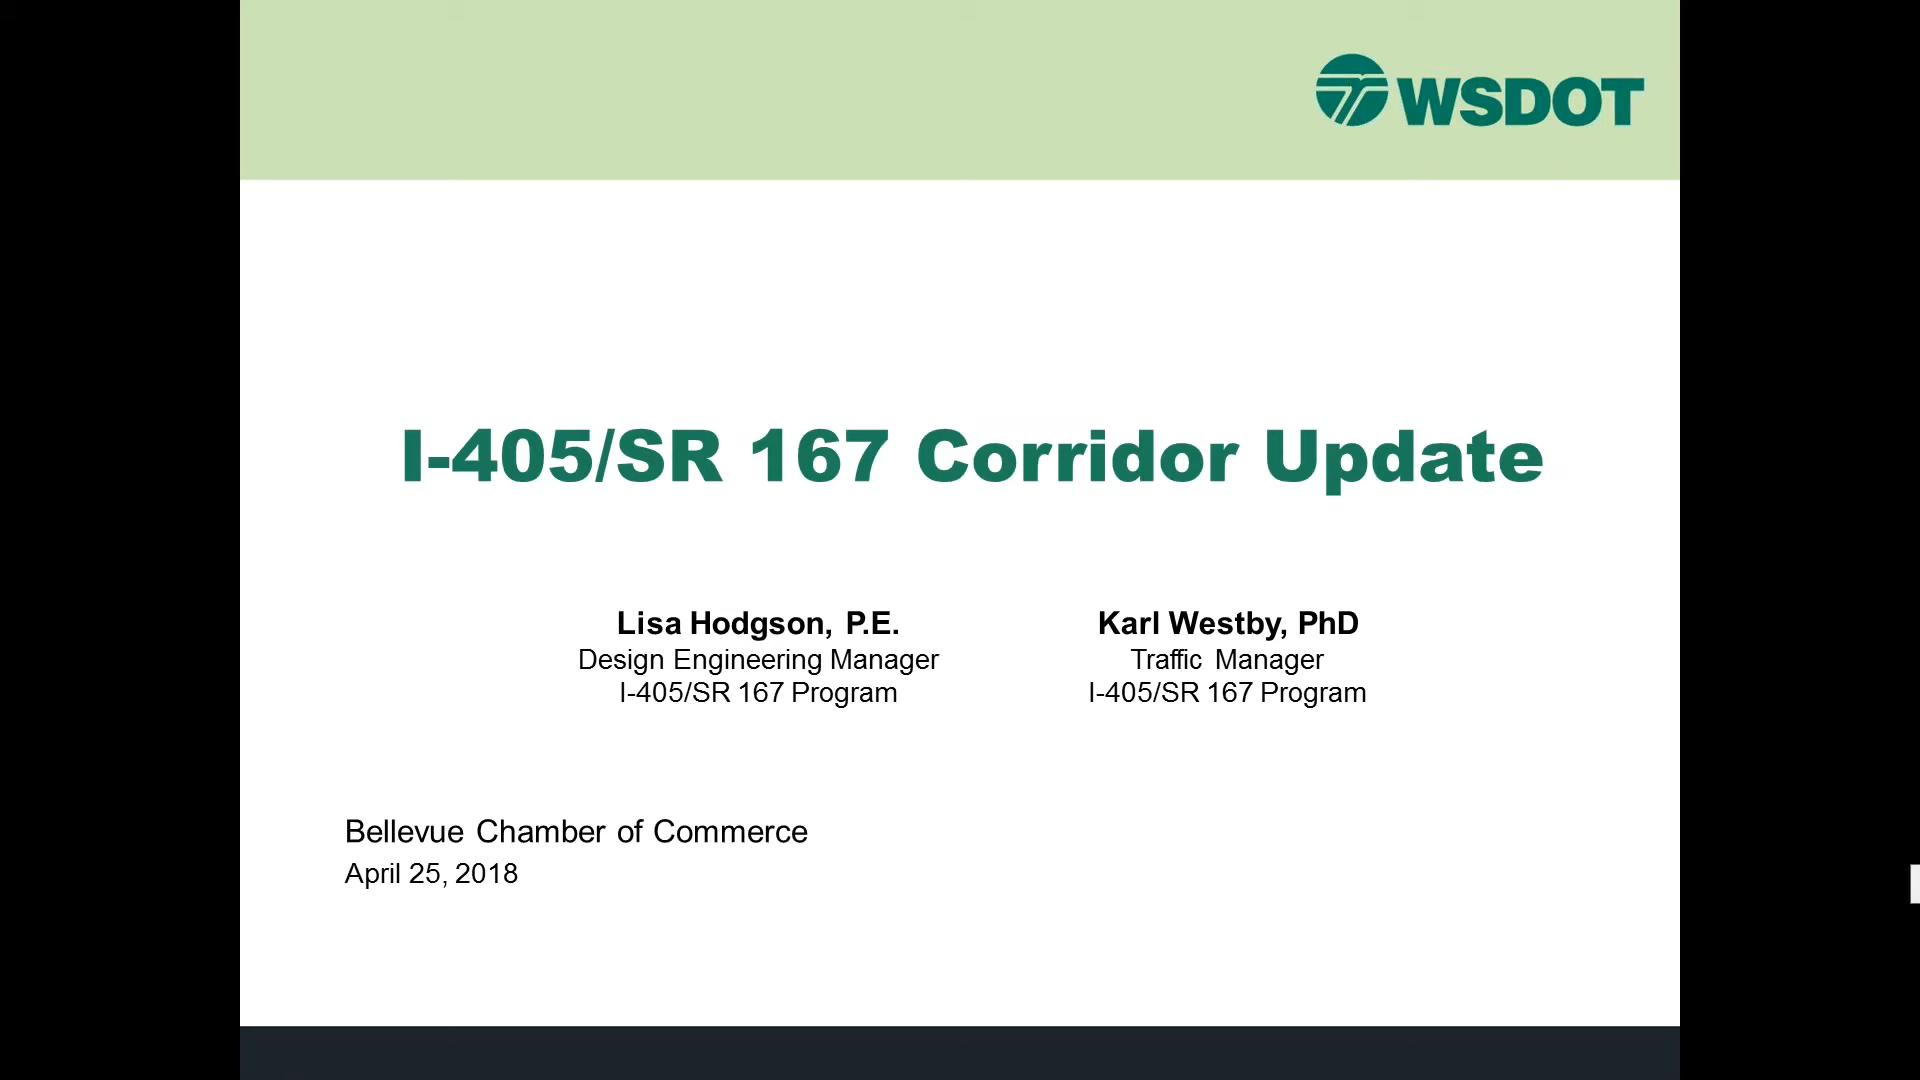 WSDOT
I-405/SR 167 Corridor Update
Lisa Hodgson, P.E.
Design Engineering Manager
I-405/SR 167 Program
Karl Westby, PhD
Traffic Manager
I-405/SR 167 Program
Bellevue Chamber of Commerce
April 25, 2018